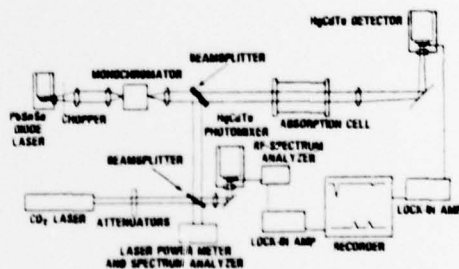 HgCdTe DETECTOR
BEAMSPLITTER
MONOCHROMATOR
PbSnSe
DIODE
LASER
CHOPPER
HgCdTe
PHOTOMIXER
ABSORPTION CELL
BEAMSPLITTER
RF-SPECTRUM
ANALYZER
CO₂ LASER
ATTENUATORS
LOCK-IN AMP
LASER POWER METER
AND SPECTRUM ANALYZER
LOCK-IN AMP
RECORDER